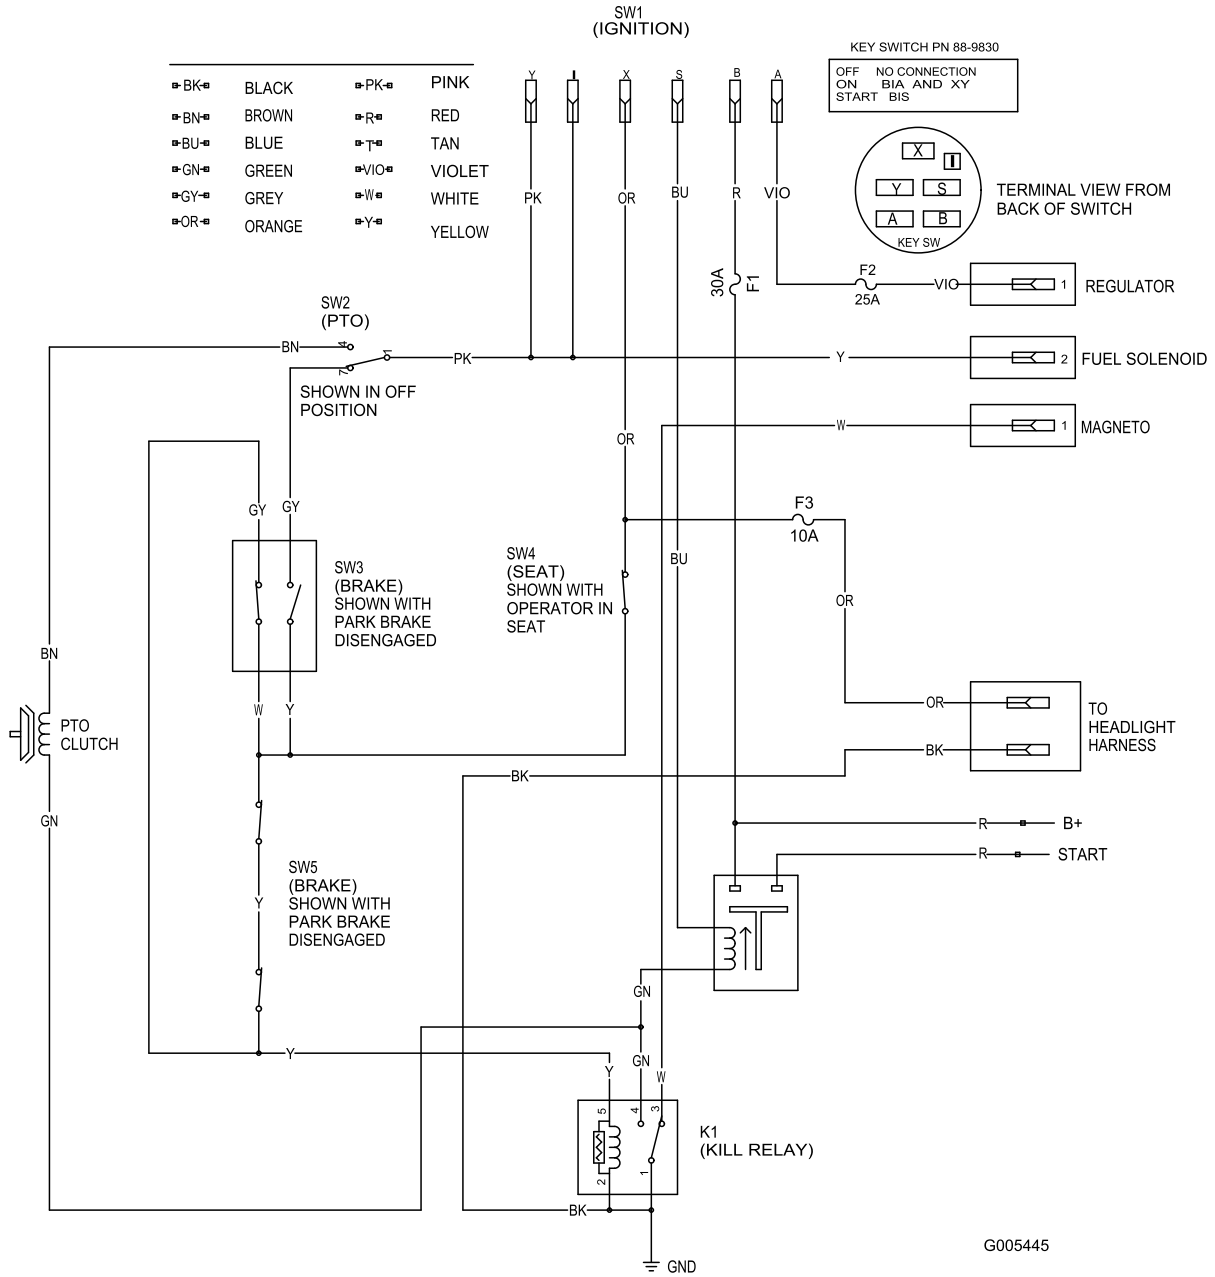 SW1
(IGNITION)
KEY SWITCH PN 88-9830
OFF NO CONNECTION
ON BIA AND XY
START BIS
BK BLACK
BN BROWN
BU BLUE
GN GREEN
GY GREY
OR ORANGE
PK PINK
R RED
T TAN
VIO VIOLET
W WHITE
Y YELLOW
Y I X S B A
PK
OR
BU
R
VIO
X
I
Y S
A B
KEY SW
TERMINAL VIEW FROM
BACK OF SWITCH
30A
F1
F2
25A
VIO
1
REGULATOR
SW2
(PTO)
BN
4
1
7
PK
Y
2
FUEL SOLENOID
SHOWN IN OFF
POSITION
W
1
MAGNETO
OR
GY
GY
F3
10A
SW3
(BRAKE)
SHOWN WITH
PARK BRAKE
DISENGAGED
SW4
(SEAT)
SHOWN WITH
OPERATOR IN
SEAT
BU
OR
BN
W
Y
PTO
CLUTCH
OR
BK
TO
HEADLIGHT
HARNESS
BK
GN
R
B+
R
START
SW5
(BRAKE)
SHOWN WITH
PARK BRAKE
DISENGAGED
Y
GN
Y
GN
Y
W
5
4
3
2
1
K1
(KILL RELAY)
BK
GND
G005445